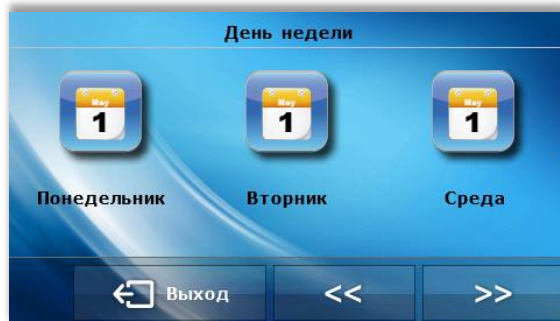 День недели
May May May
1 1 1
Понедельник Вторник Среда
Выход << >>